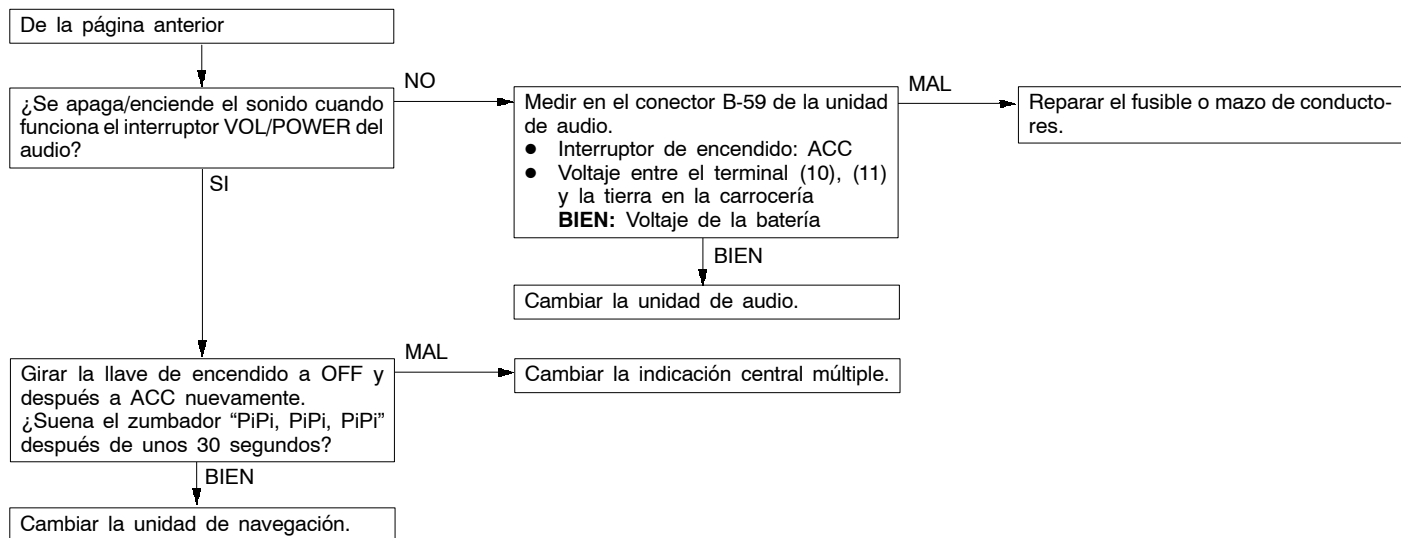 De la página anterior
¿Se apaga/enciende el sonido cuando
funciona el interruptor VOL/POWER del
audio?
NO
Medir en el conector B-59 de la unidad
de audio.
● Interruptor de encendido: ACC
● Voltaje entre el terminal (10), (11)
y la tierra en la carrocería
BIEN: Voltaje de la batería
MAL
Reparar el fusible o mazo de conducto-
res.
SI
BIEN
Cambiar la unidad de audio.
Girar la llave de encendido a OFF y
después a ACC nuevamente.
¿Suena el zumbador “PiPi, PiPi, PiPi”
después de unos 30 segundos?
MAL
Cambiar la indicación central múltiple.
BIEN
Cambiar la unidad de navegación.